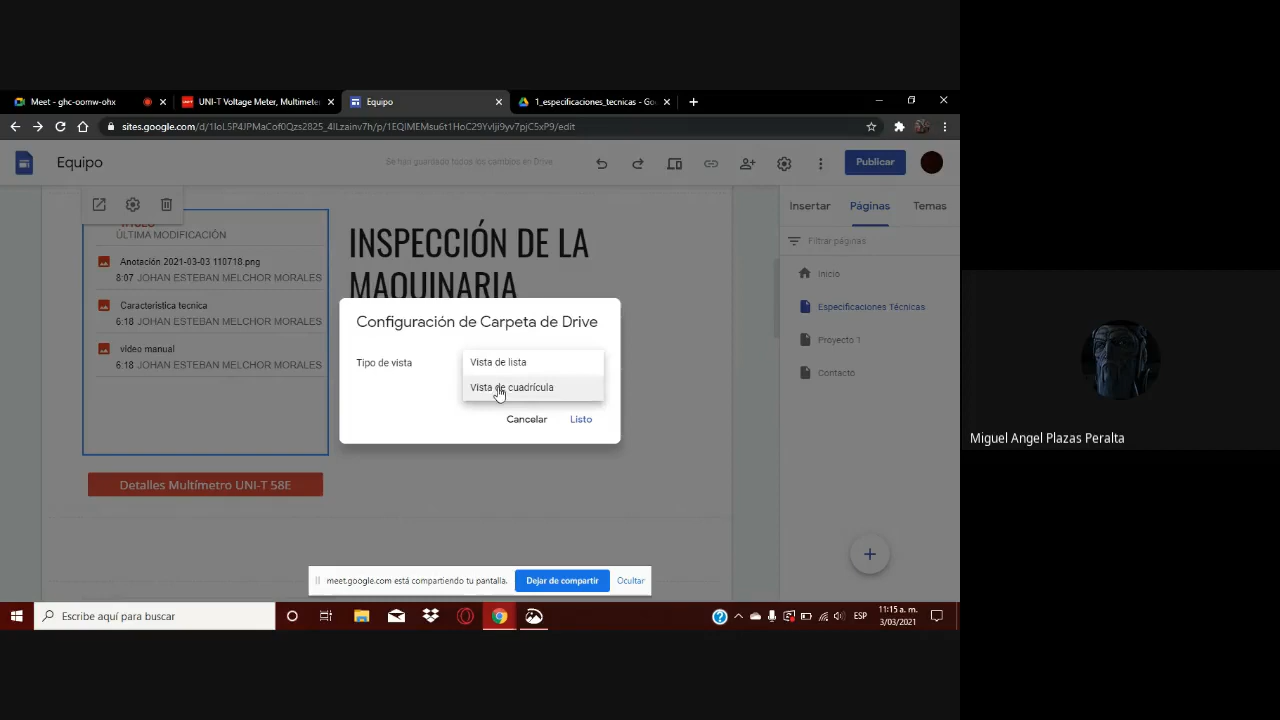 Meet - ghc-oomw-ohx
UNI-T Voltage Meter, Multimeter
Equipo
1_especificaciones_tecnicas - Go
sites.google.com/d/1IoL5P4JPMaCof0Qzs2825_4ILzainv7h/p/1EQIMEMsu6t1HoC29Yvlji9yv7pjC5xP9/edit
Equipo
Se han guardado todos los cambios en Drive
Publicar
Insertar
Páginas
Temas
TÍTULO
ÚLTIMA MODIFICACIÓN
Anotación 2021-03-03 110718.png
8:07 JOHAN ESTEBAN MELCHOR MORALES
Caracteristica tecnica
6:18 JOHAN ESTEBAN MELCHOR MORALES
video manual
6:18 JOHAN ESTEBAN MELCHOR MORALES
INSPECCIÓN DE LA
MAQUINARIA
Filtrar páginas
Inicio
Especificaciones Técnicas
Proyecto 1
Contacto
Configuración de Carpeta de Drive
Tipo de vista
Vista de lista
Vista de cuadrícula
Cancelar
Listo
Detalles Multímetro UNI-T 58E
meet.google.com está compartiendo tu pantalla.
Dejar de compartir
Ocultar
Escribe aquí para buscar
ESP
11:15 a. m.
3/03/2021
Miguel Angel Plazas Peralta